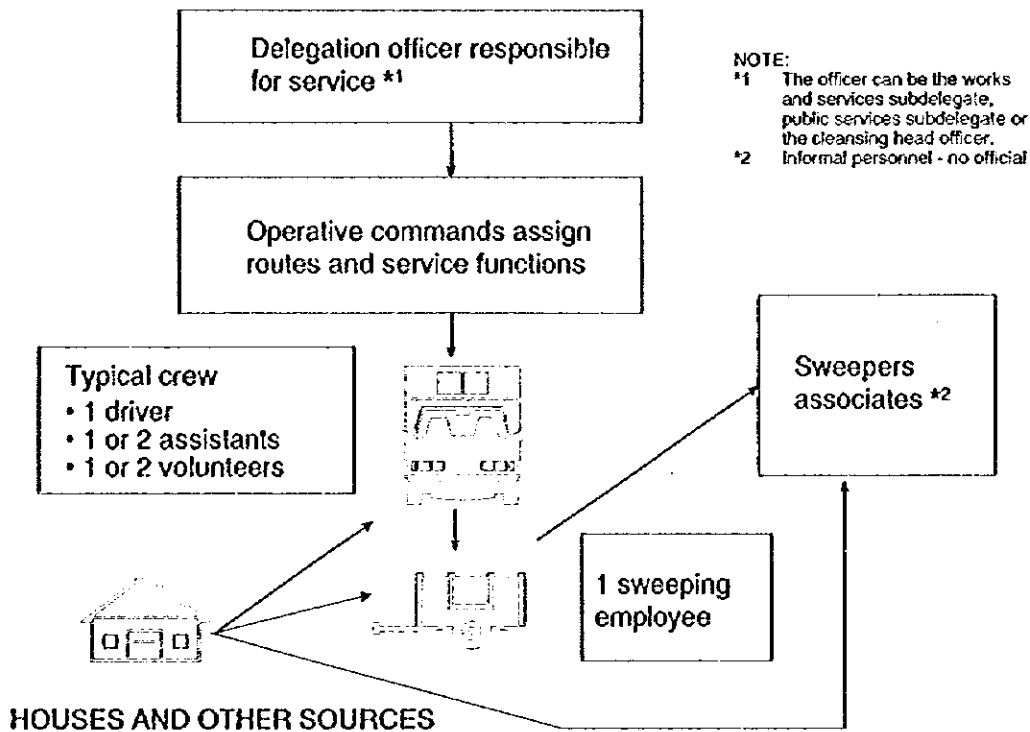 Delegation officer responsible
for service *1
NOTE:
*1 The officer can be the works
and services subdelegate,
public services subdelegate or
the cleansing head officer.
*2 Informal personnel - no official
Operative commands assign
routes and service functions
Typical crew
• 1 driver
• 1 or 2 assistants
• 1 or 2 volunteers
Sweepers
associates *2
1 sweeping
employee
HOUSES AND OTHER SOURCES